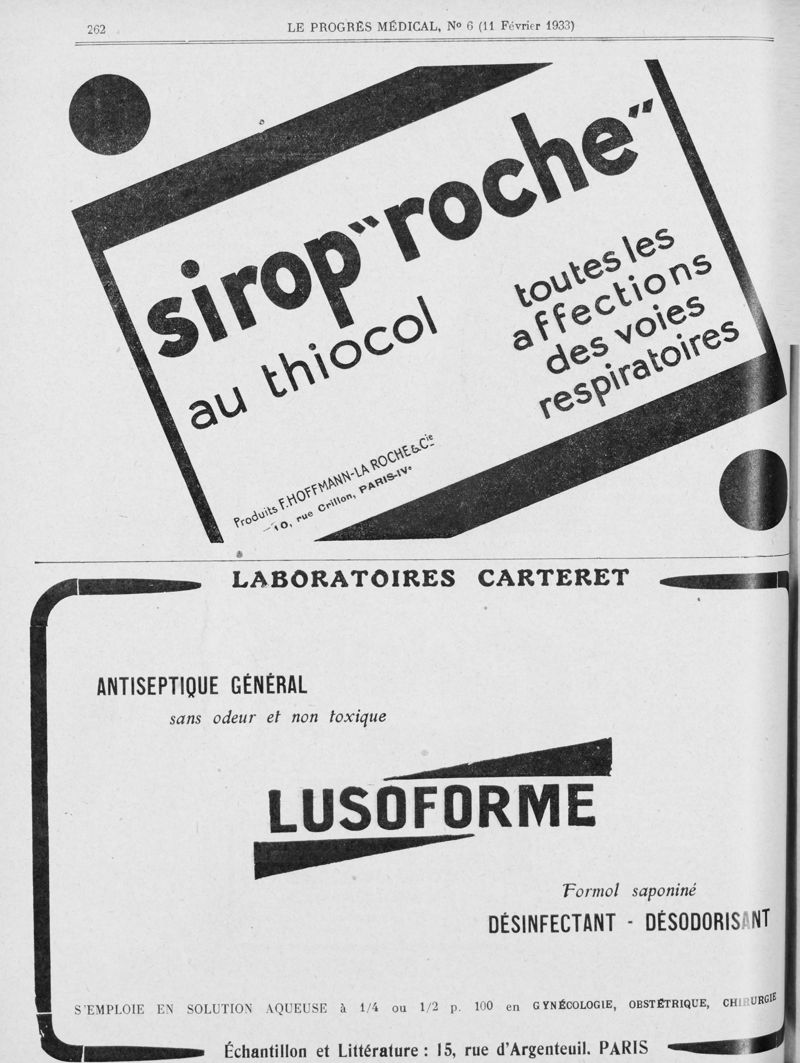 262
LE PROGRÈS MÉDICAL, No 6 (11 Février 1933)
sirop "roche"
au thiocol
toutes les
affections
des voies
respiratoires
Produits F. HOFFMANN-LA ROCHE & Cie
10, rue Crillon, PARIS-IVe
LABORATOIRES CARTERET
ANTISEPTIQUE GÉNÉRAL
sans odeur et non toxique
LUSOFORME
Formol saponiné
DÉSINFECTANT - DÉSODORISANT
S'EMPLOIE EN SOLUTION AQUEUSE à 1/4 ou 1/2 p. 100 en GYNÉCOLOGIE, OBSTÉTRIQUE, CHIRURGIE
Échantillon et Littérature : 15, rue d'Argenteuil. PARIS